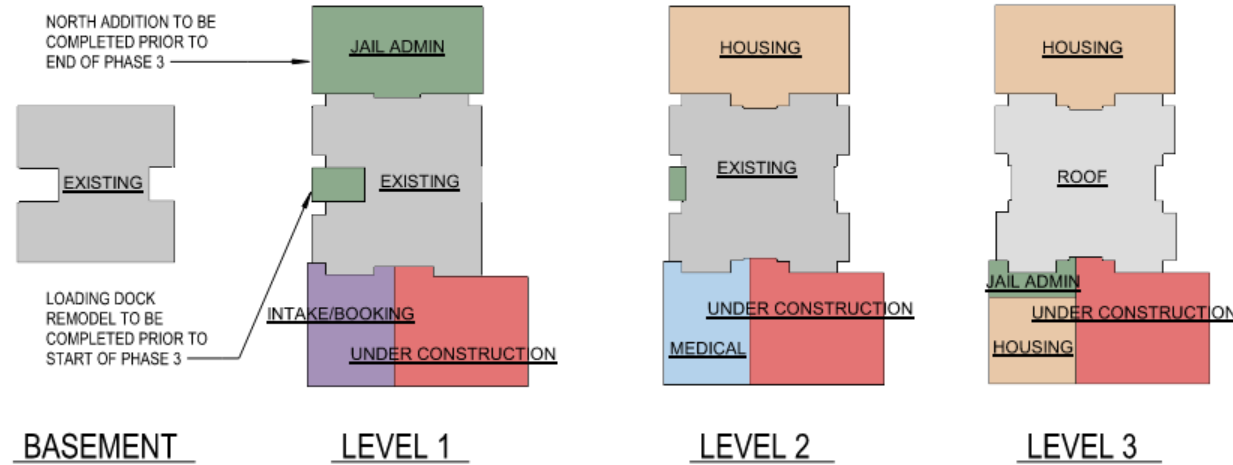 NORTH ADDITION TO BE
COMPLETED PRIOR TO
END OF PHASE 3
JAIL ADMIN
HOUSING
HOUSING
EXISTING
EXISTING
EXISTING
ROOF
LOADING DOCK
REMODEL TO BE
COMPLETED PRIOR TO
START OF PHASE 3
INTAKE/BOOKING
UNDER CONSTRUCTION
MEDICAL
UNDER CONSTRUCTION
JAIL ADMIN
UNDER CONSTRUCTION
HOUSING
BASEMENT
LEVEL 1
LEVEL 2
LEVEL 3